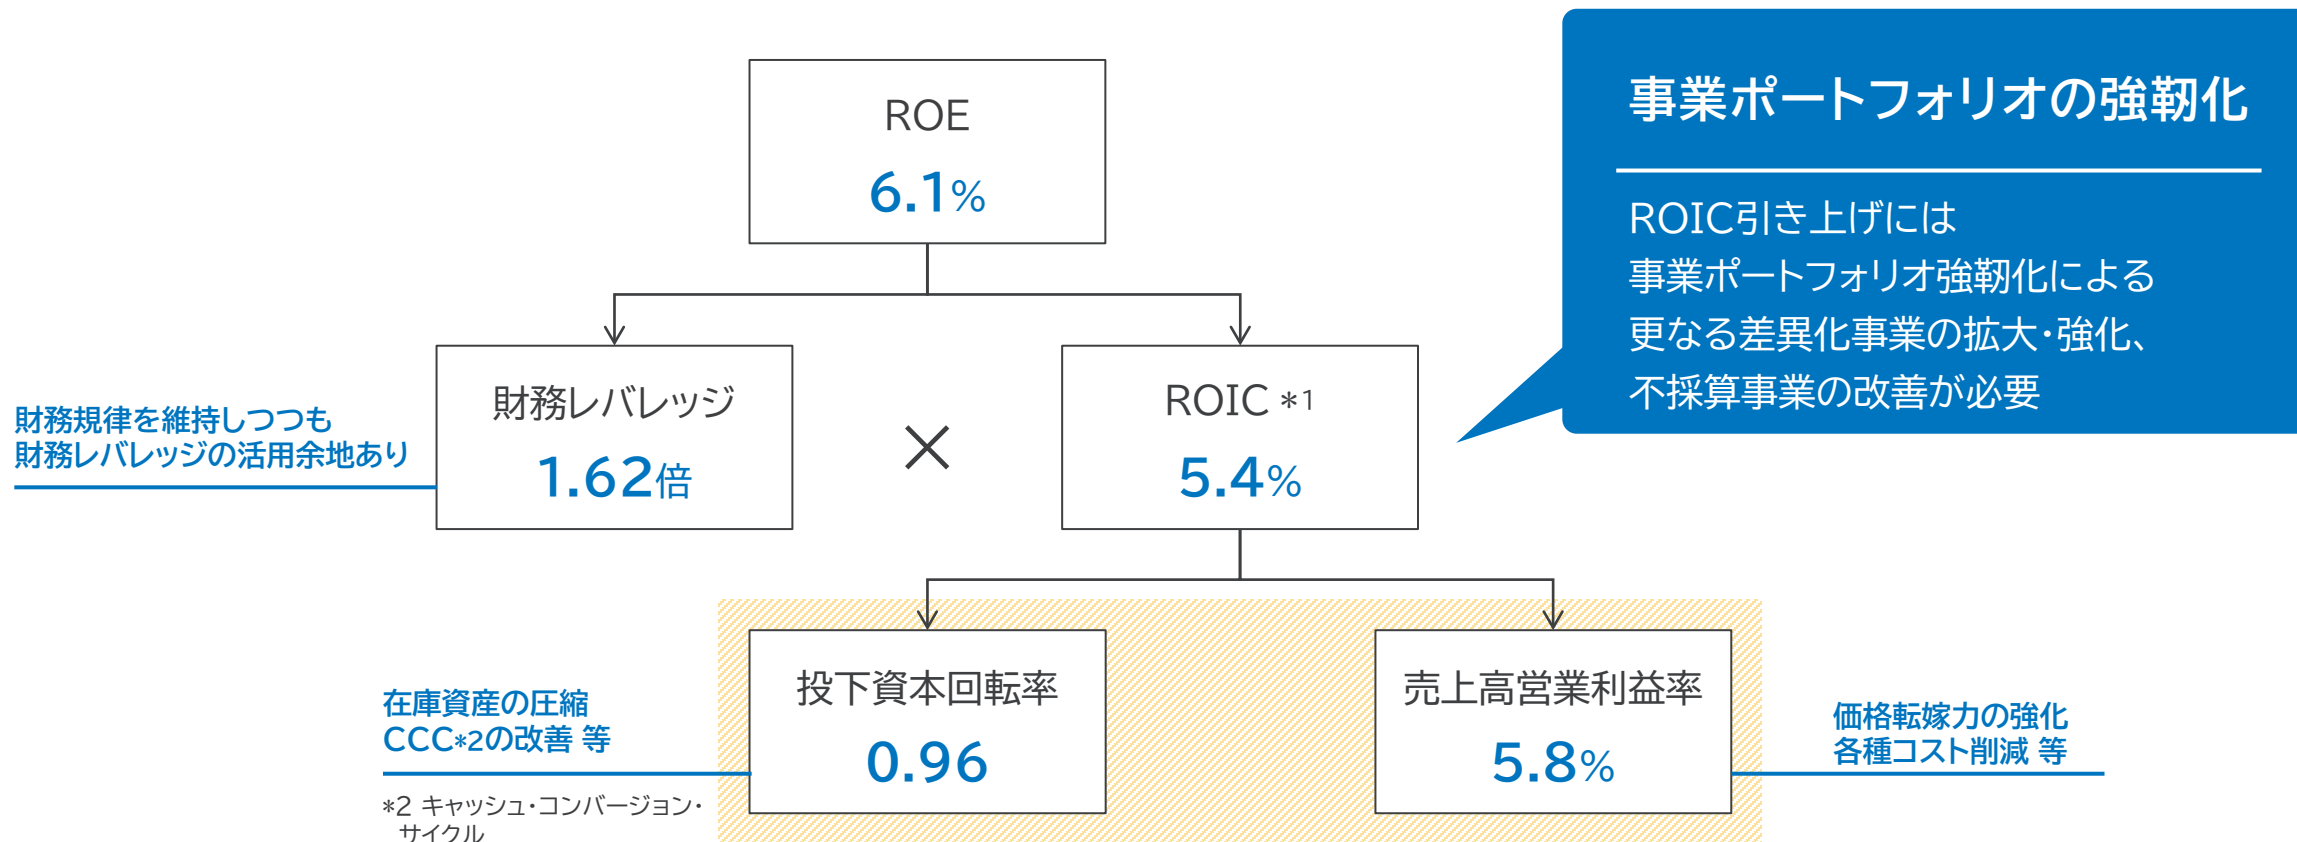 ROE
6.1%
事業ポートフォリオの強靭化
ROIC引き上げには
事業ポートフォリオ強靭化による
更なる差異化事業の拡大・強化、
不採算事業の改善が必要
財務規律を維持しつつも
財務レバレッジの活用余地あり
財務レバレッジ
1.62倍
×
ROIC *1
5.4%
在庫資産の圧縮
CCC*2の改善 等
*2 キャッシュ・コンバージョン・
サイクル
投下資本回転率
0.96
売上高営業利益率
5.8%
価格転嫁力の強化
各種コスト削減 等